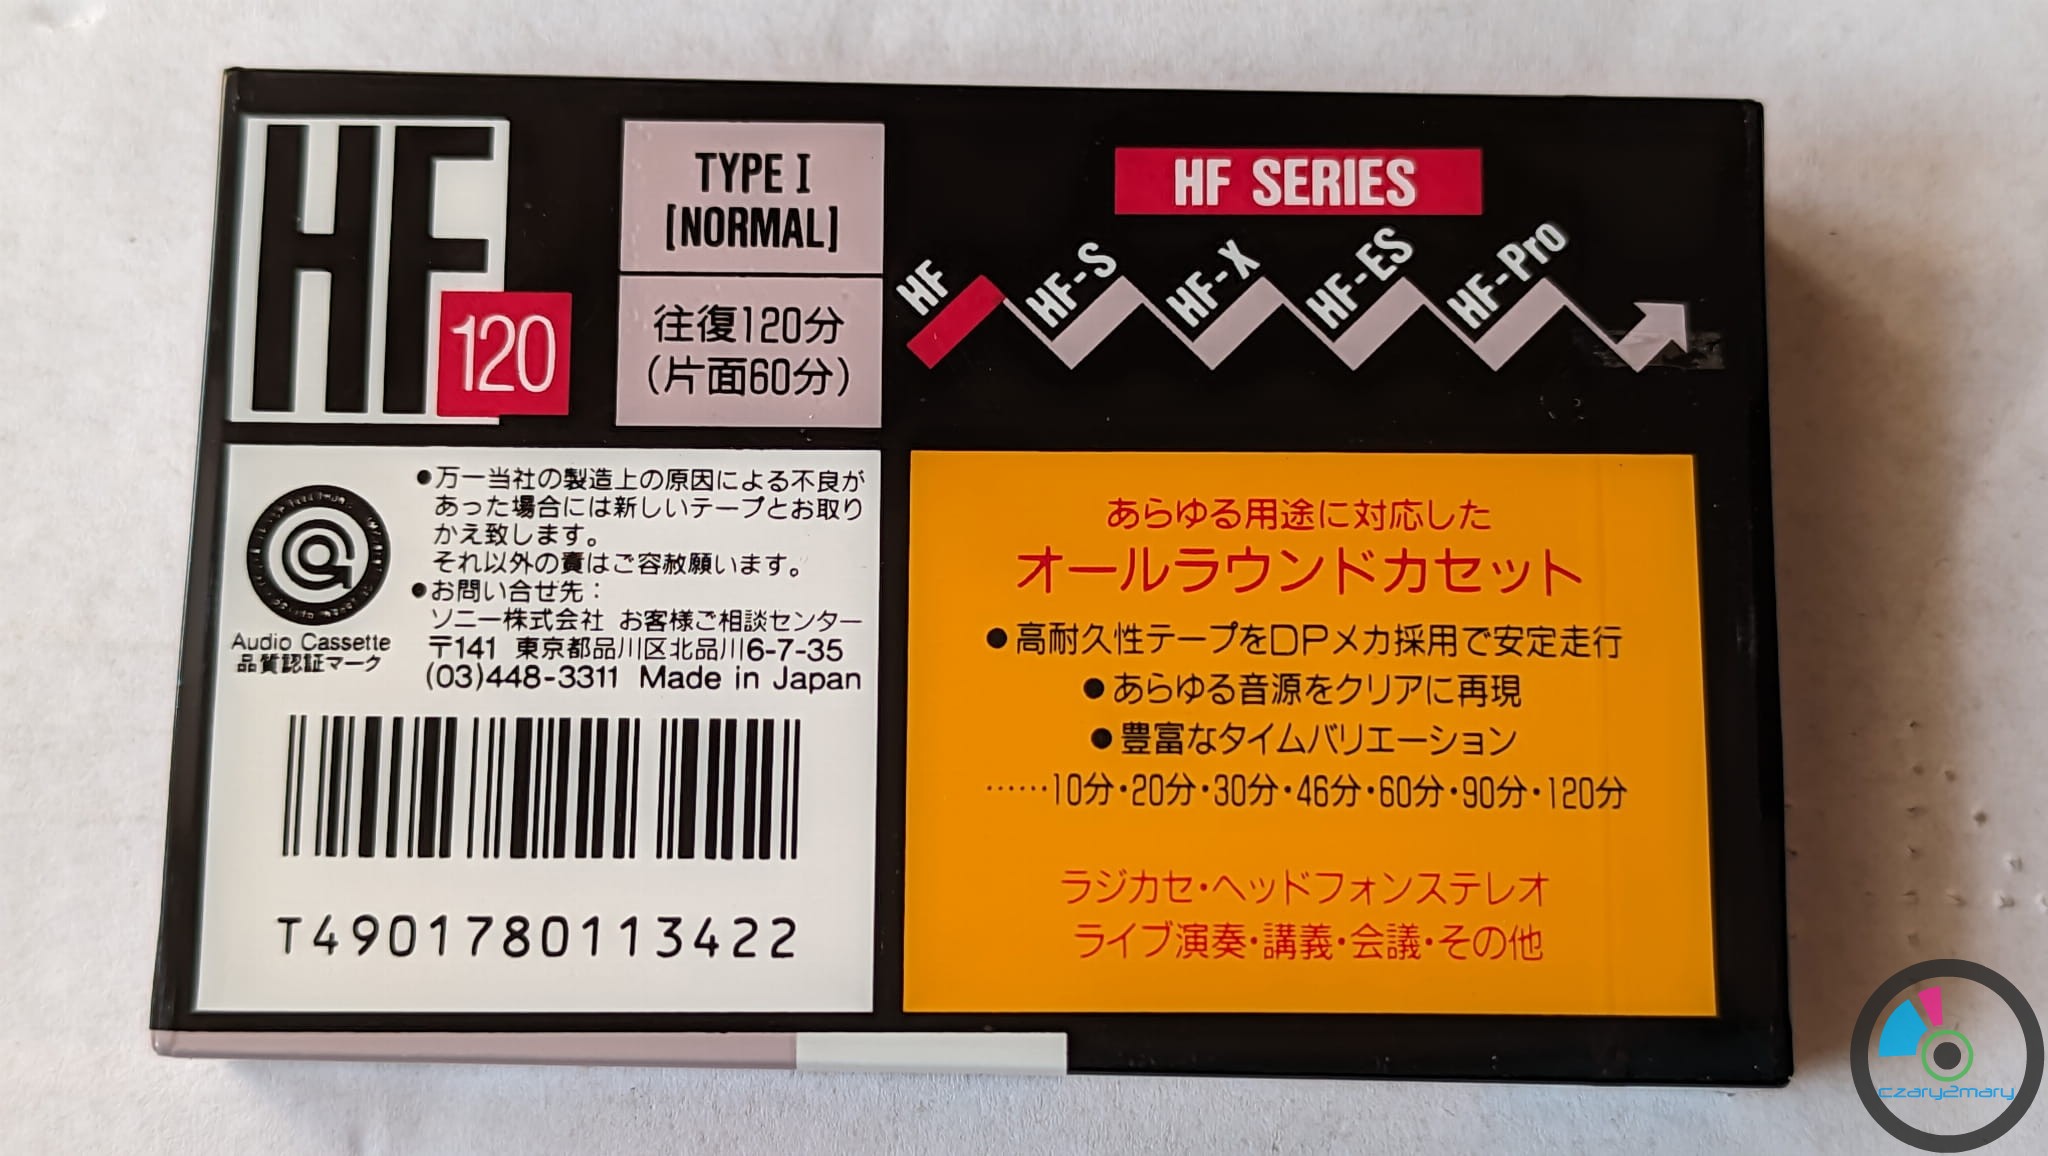 HF
120
TYPE I
[NORMAL]
往復120分
(片面60分)
HF SERIES
HF
HF-S
HF-X
HF-ES
HF-Pro
●万一当社の製造上の原因による不良が
あった場合には新しいテープとお取り
かえ致します。
それ以外の責はご容赦願います。
●お問い合せ先：
ソニー株式会社 お客様ご相談センター
〒141 東京都品川区北品川6-7-35
(03)448-3311 Made in Japan
Audio Cassette
品質認証マーク
T4901780113422
あらゆる用途に対応した
オールラウンドカセット
●高耐久性テープをDPメカ採用で安定走行
●あらゆる音源をクリアに再現
●豊富なタイムバリエーション
……10分・20分・30分・46分・60分・90分・120分
ラジカセ・ヘッドフォンステレオ
ライブ演奏・講義・会議・その他
czary2mary